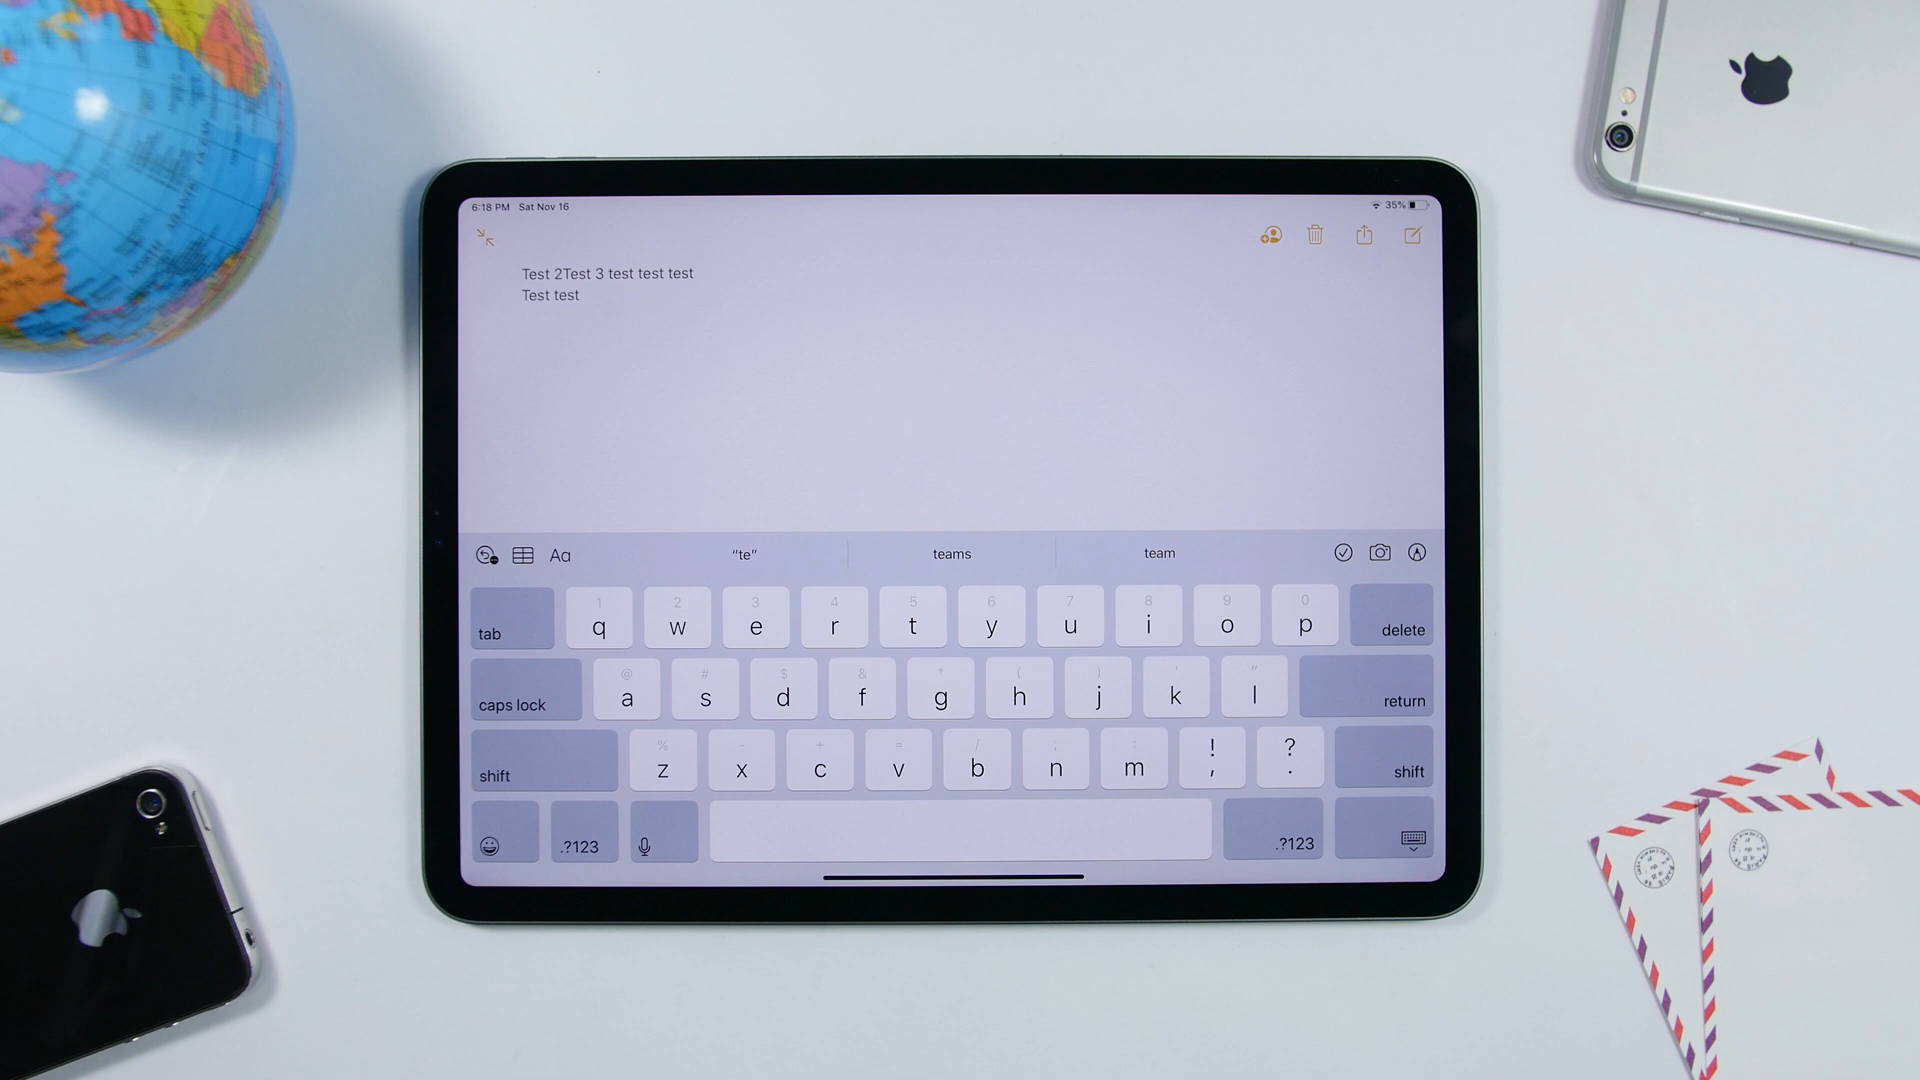 6:18 PM Sat Nov 16
35%
Test 2Test 3 test test test
Test test
Aa
“te” teams team
1 2 3 4 5 6 7 8 9 0
tab q w e r t y u i o p delete
@ # $ & * ( ) ' "
caps lock a s d f g h j k l return
% - + = / ; : ! ?
shift z x c v b n m , . shift
.?123 .?123